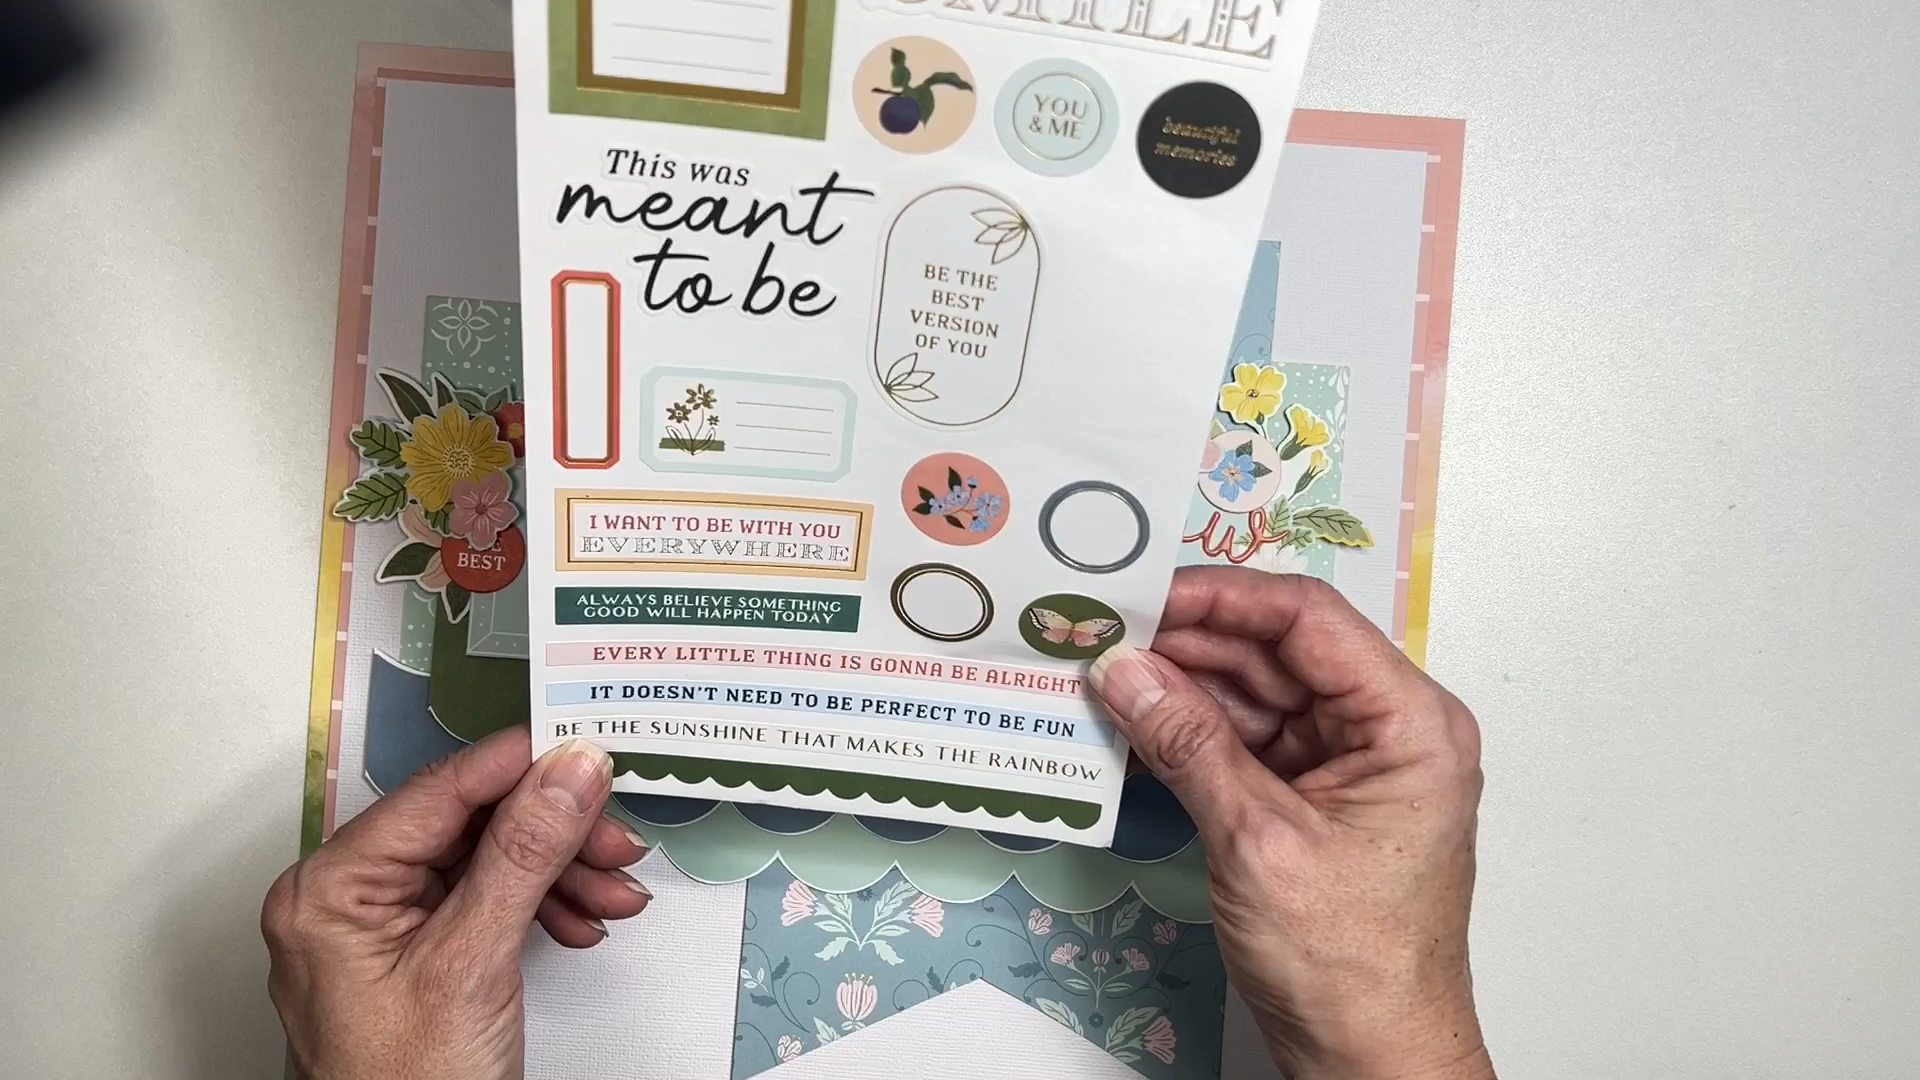 SMILE
YOU
& ME
beautiful
memories
This was
meant
to be
BE THE
BEST
VERSION
OF YOU
I WANT TO BE WITH YOU
EVERYWHERE
ALWAYS BELIEVE SOMETHING
GOOD WILL HAPPEN TODAY
EVERY LITTLE THING IS GONNA BE ALRIGHT
IT DOESN'T NEED TO BE PERFECT TO BE FUN
BE THE SUNSHINE THAT MAKES THE RAINBOW
BEST